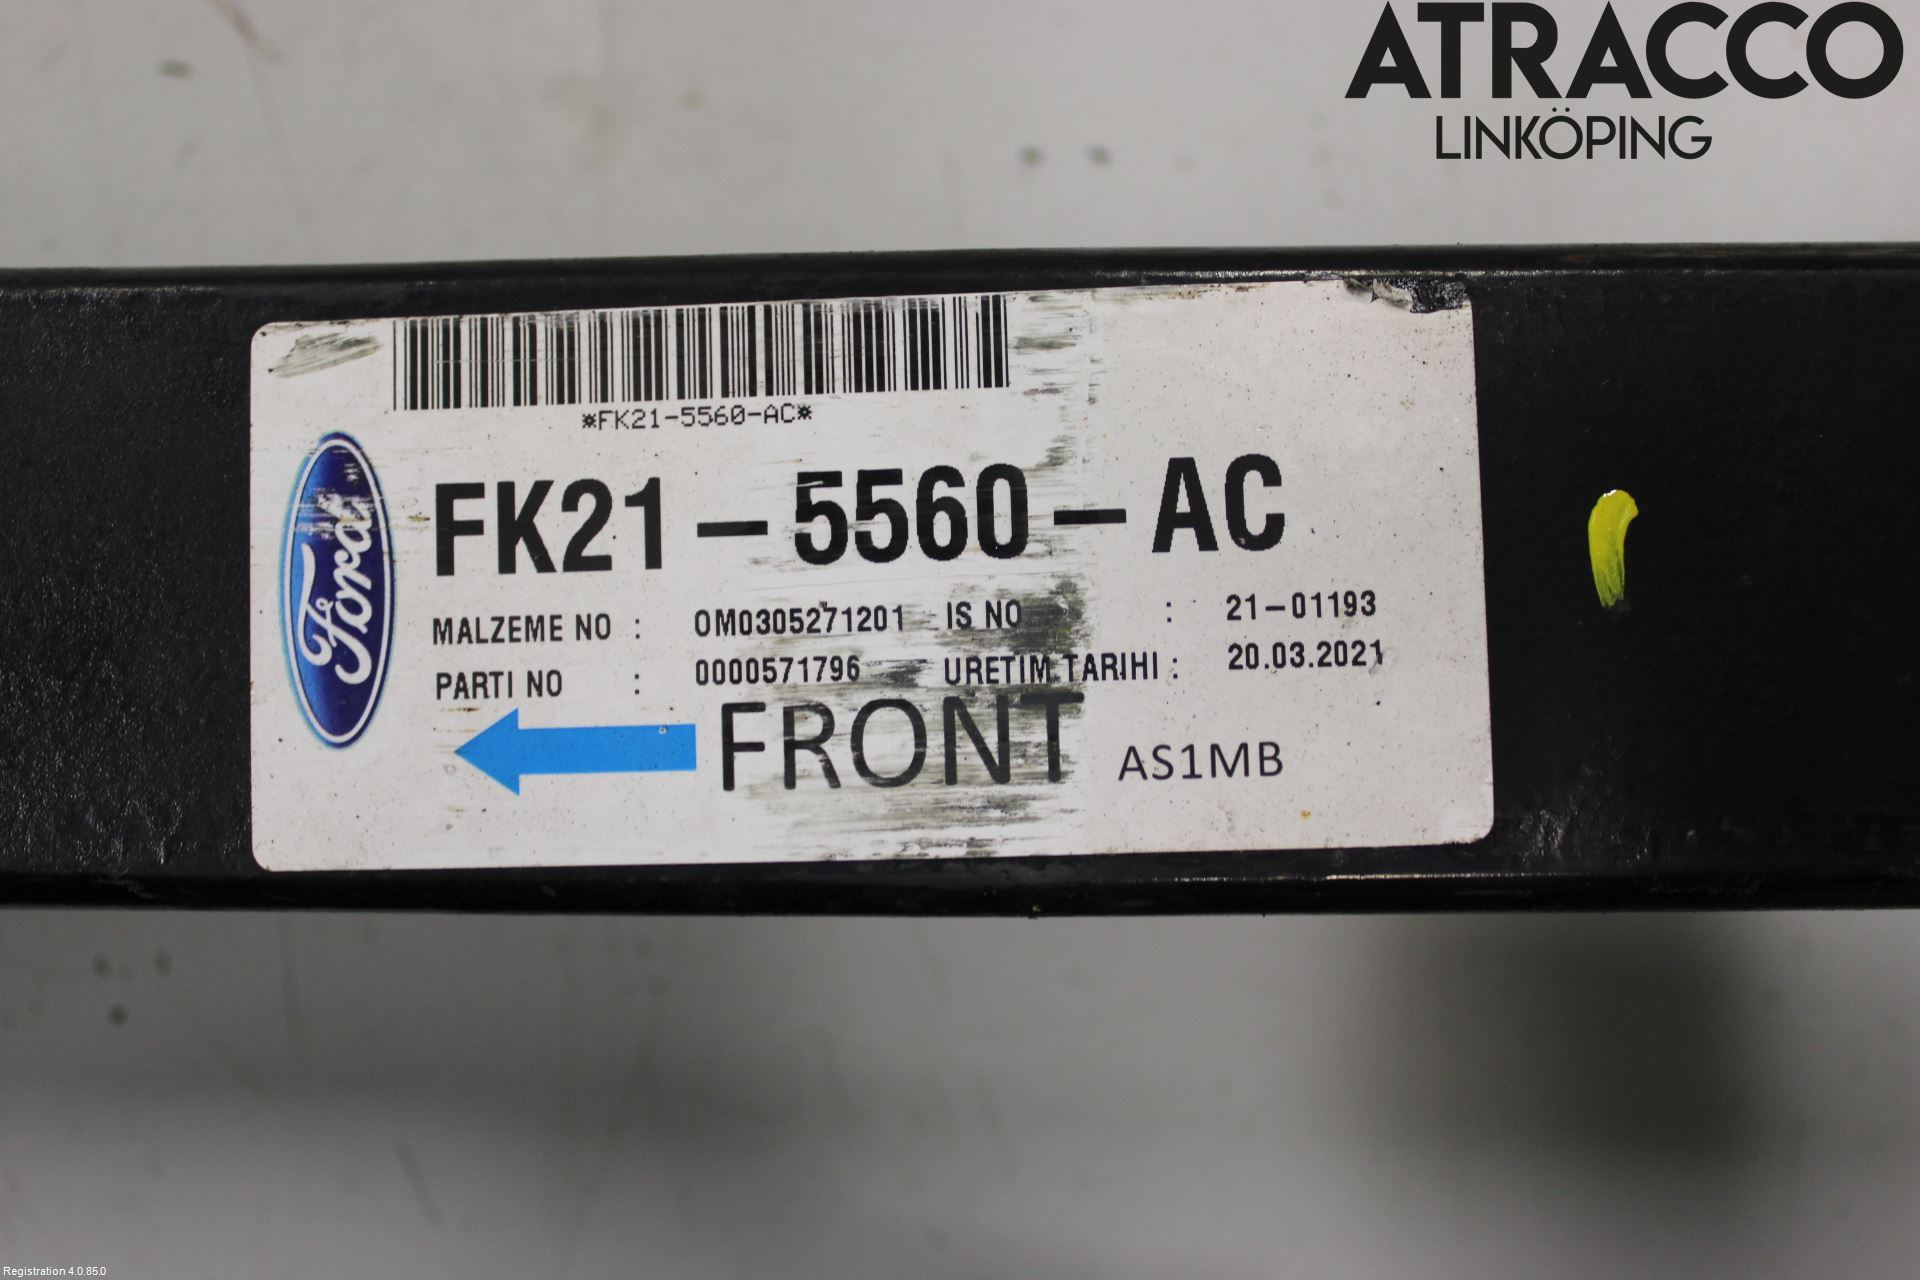 ATRACCO
LINKÖPING
*FK21-5560-AC*
Ford
FK21-5560-AC
MALZEME NO : 0M0305271201 IS NO : 21-01193
PARTI NO : 0000571796 URETIM TARIHI : 20.03.2021
FRONT AS1MB
Registration 4.0.85.0